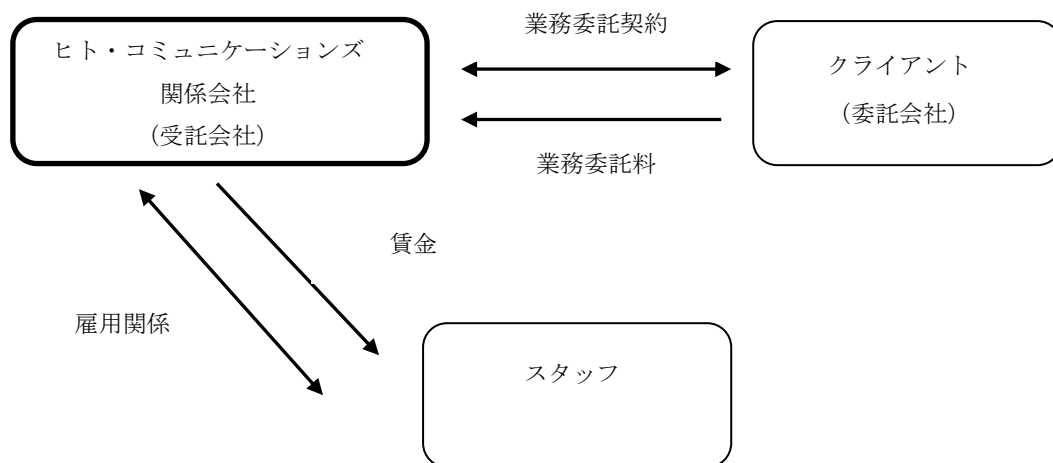 業務委託契約
ヒト・コミュニケーションズ
関係会社
(受託会社)
クライアント
(委託会社)
業務委託料
賃金
雇用関係
スタッフ